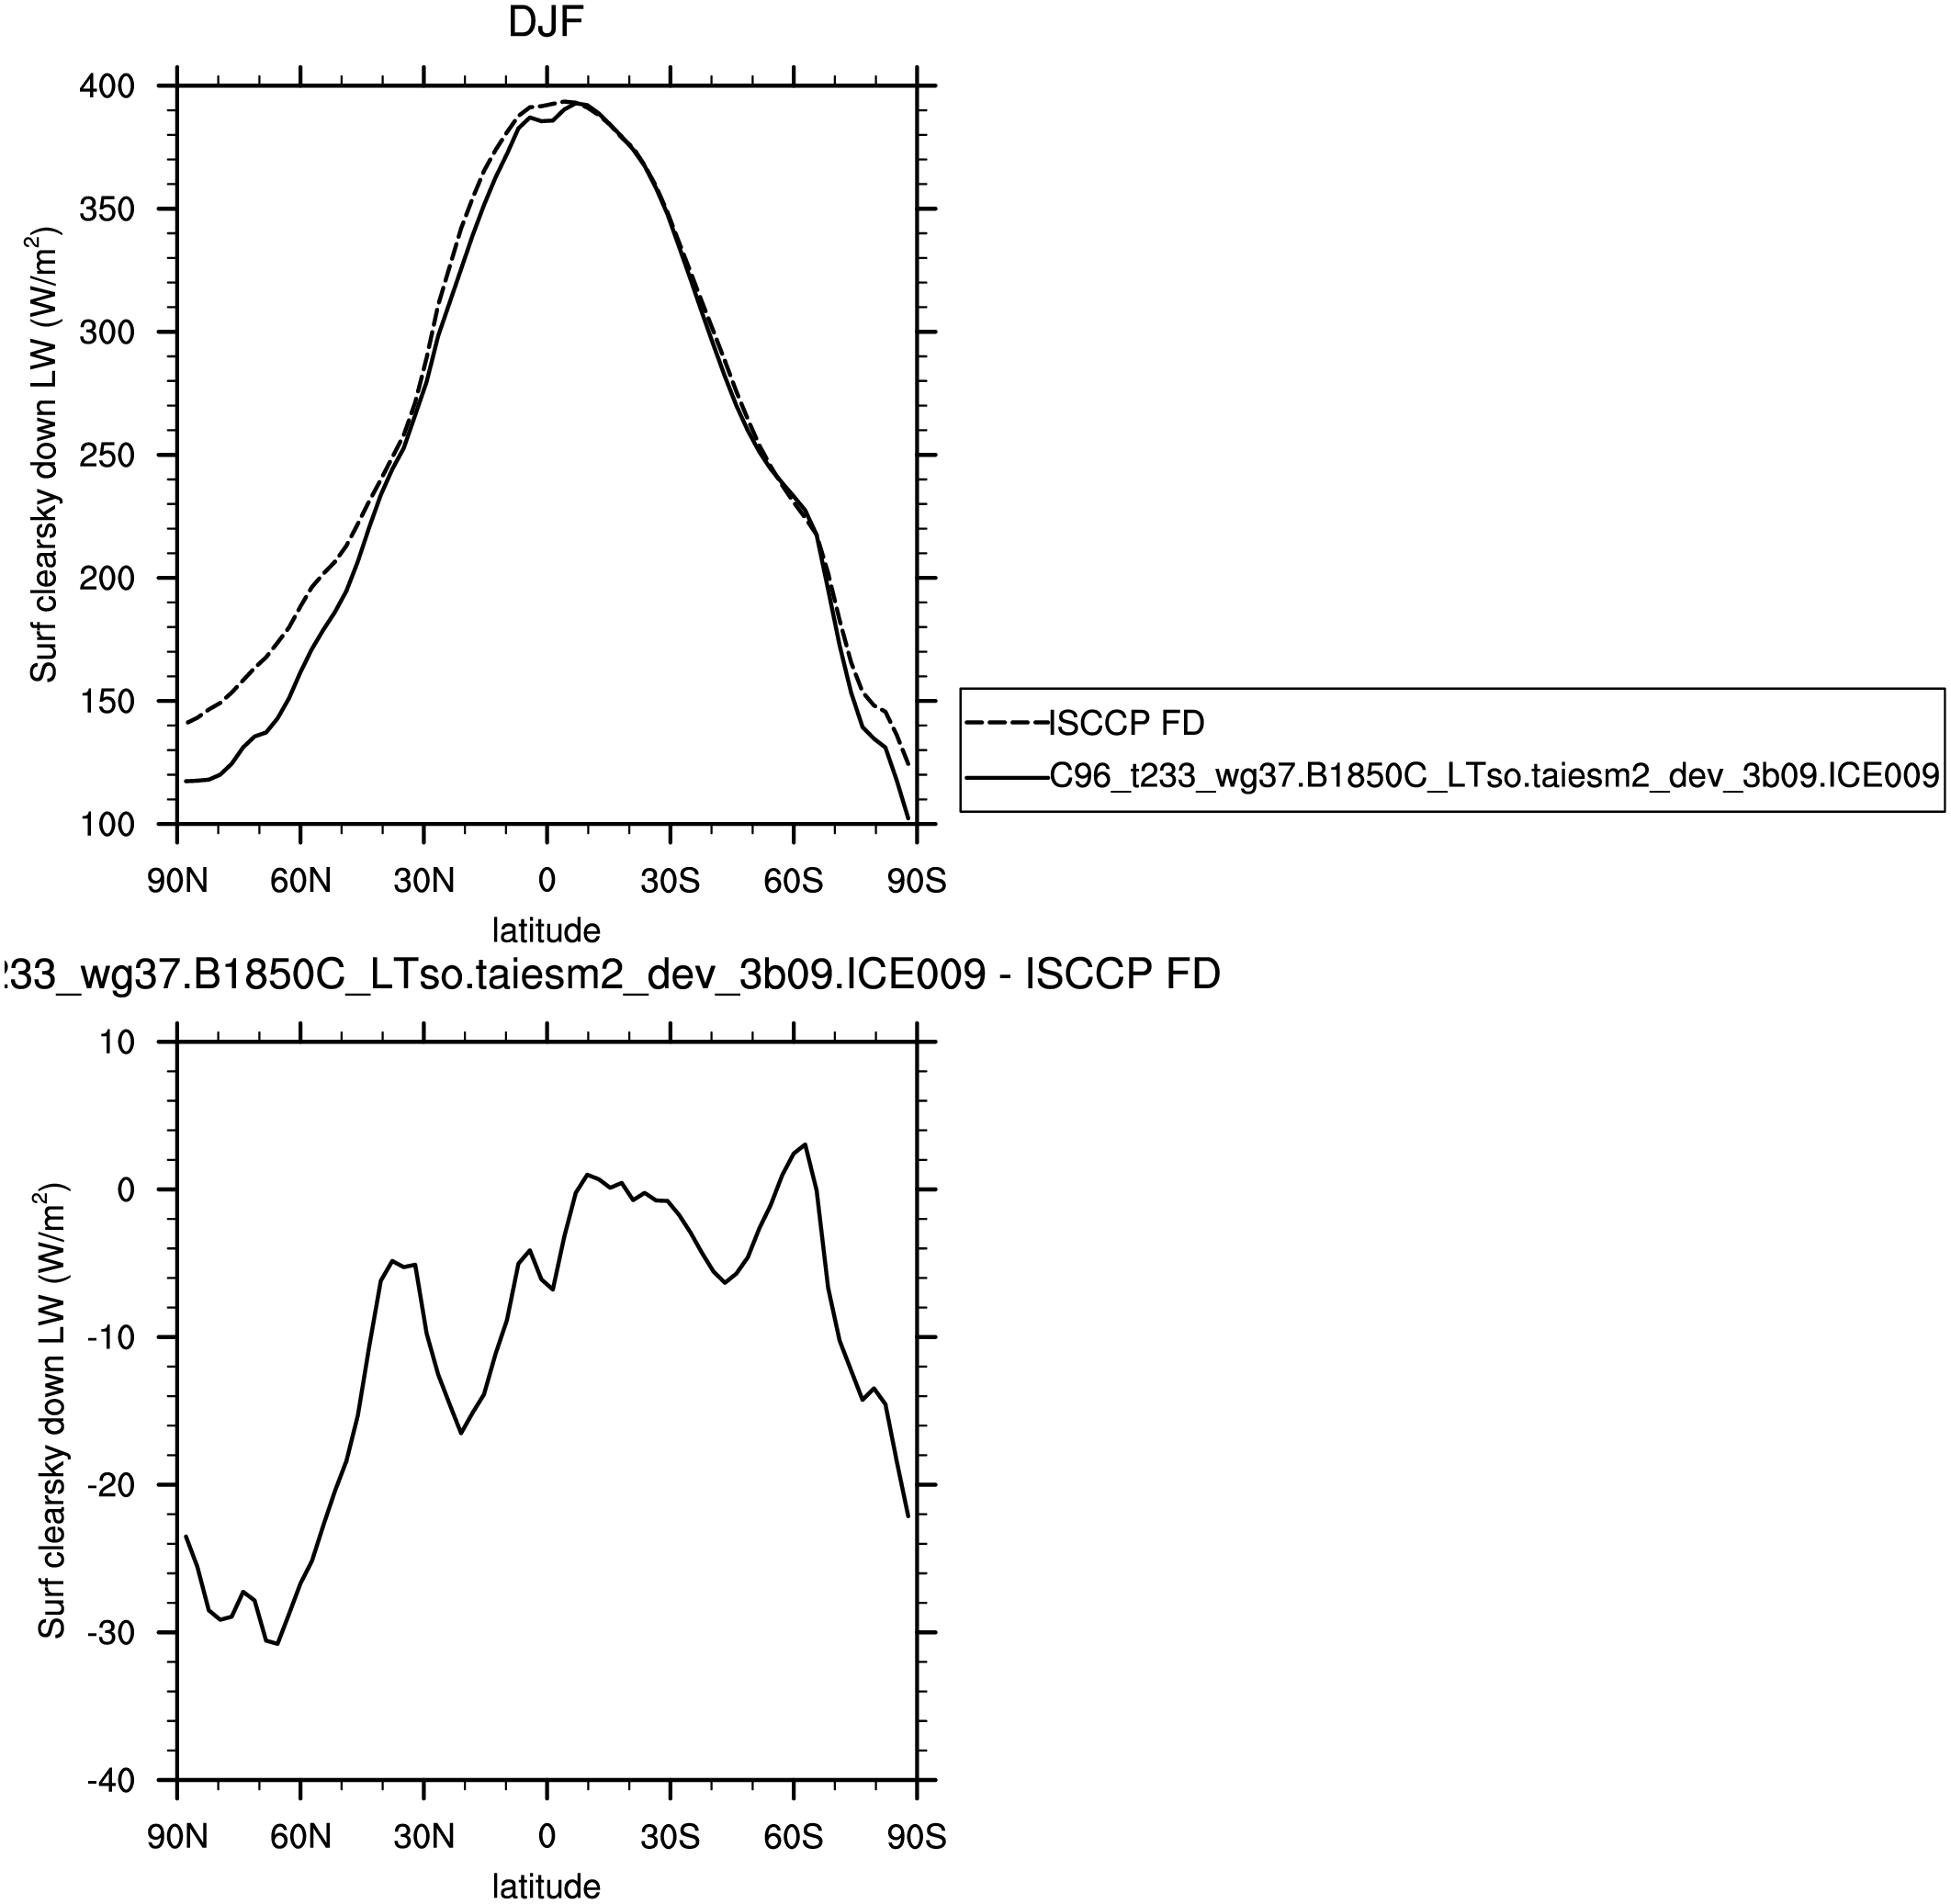 DJF
400
350
300
250
200
150
100
Surf clearsky down LW (W/m²)
90N 60N 30N 0 30S 60S 90S
latitude
ISCCP FD
C96_t233_wg37.B1850C_LTso.taiesm2_dev_3b09.ICE009
33_wg37.B1850C_LTso.taiesm2_dev_3b09.ICE009 - ISCCP FD
10
0
-10
-20
-30
-40
Surf clearsky down LW (W/m²)
90N 60N 30N 0 30S 60S 90S
latitude